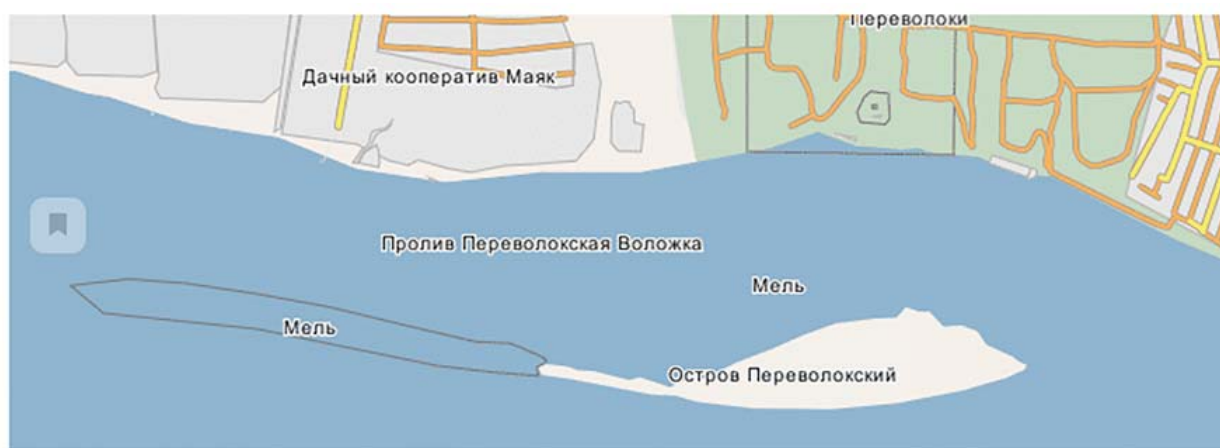 Переволоки
Дачный кооператив Маяк
Пролив Переволокская Воложка
Мель
Мель
Остров Переволокский